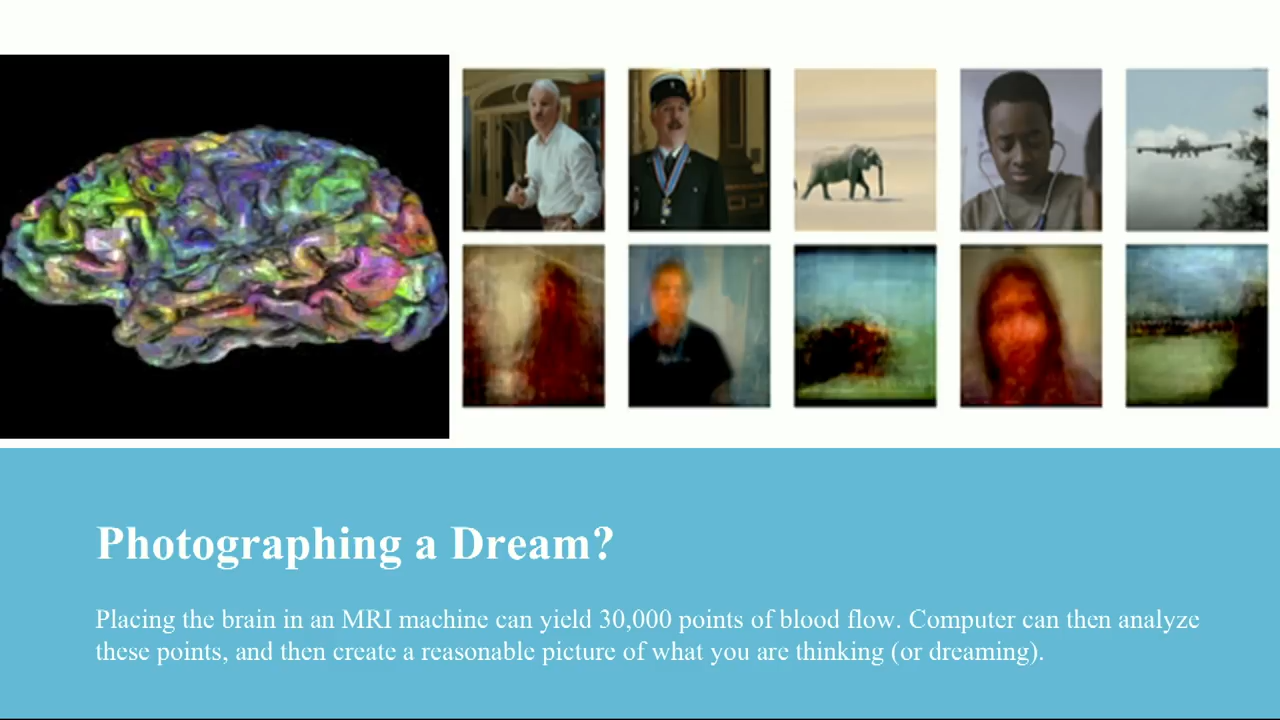 Photographing a Dream?
Placing the brain in an MRI machine can yield 30,000 points of blood flow. Computer can then analyze
these points, and then create a reasonable picture of what you are thinking (or dreaming).